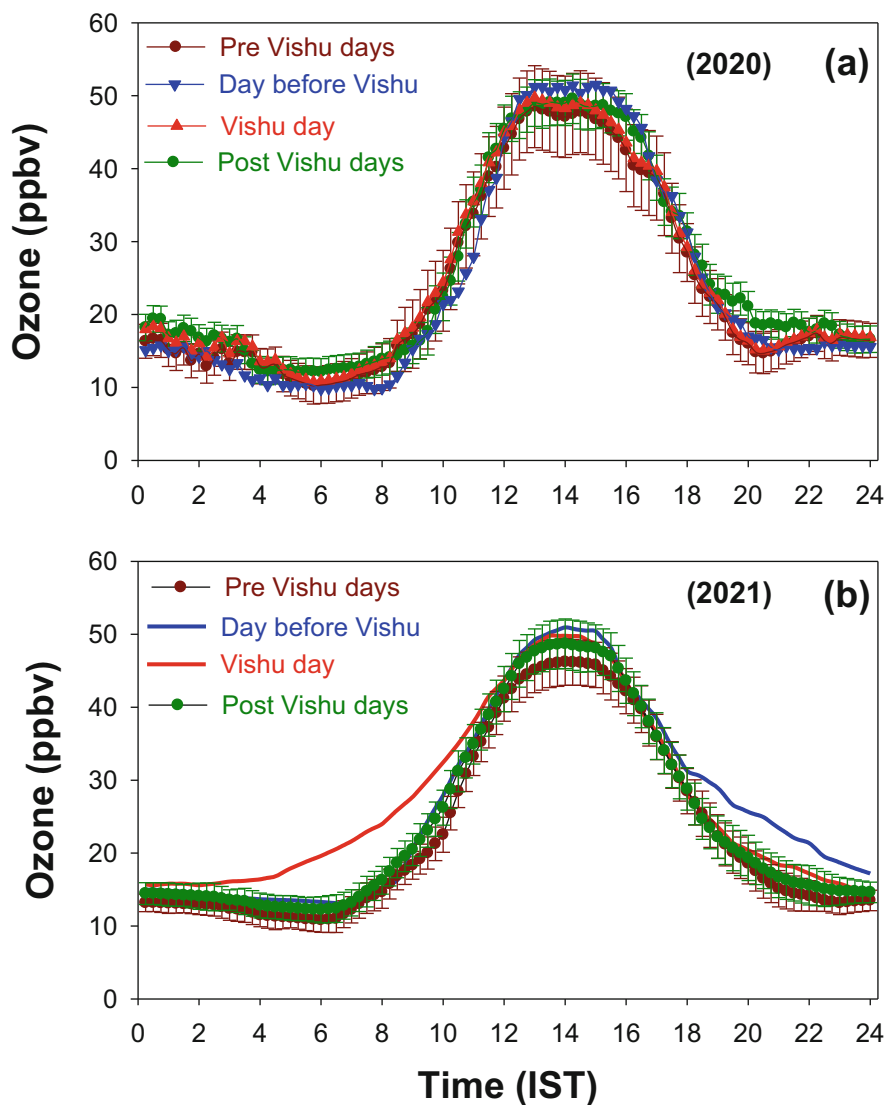 60
50
40
30
20
10
0
Ozone (ppbv)
Pre Vishu days
Day before Vishu
Vishu day
Post Vishu days
(2020)
(a)
0 2 4 6 8 10 12 14 16 18 20 22 24
60
50
40
30
20
10
0
Ozone (ppbv)
Pre Vishu days
Day before Vishu
Vishu day
Post Vishu days
(2021)
(b)
0 2 4 6 8 10 12 14 16 18 20 22 24
Time (IST)